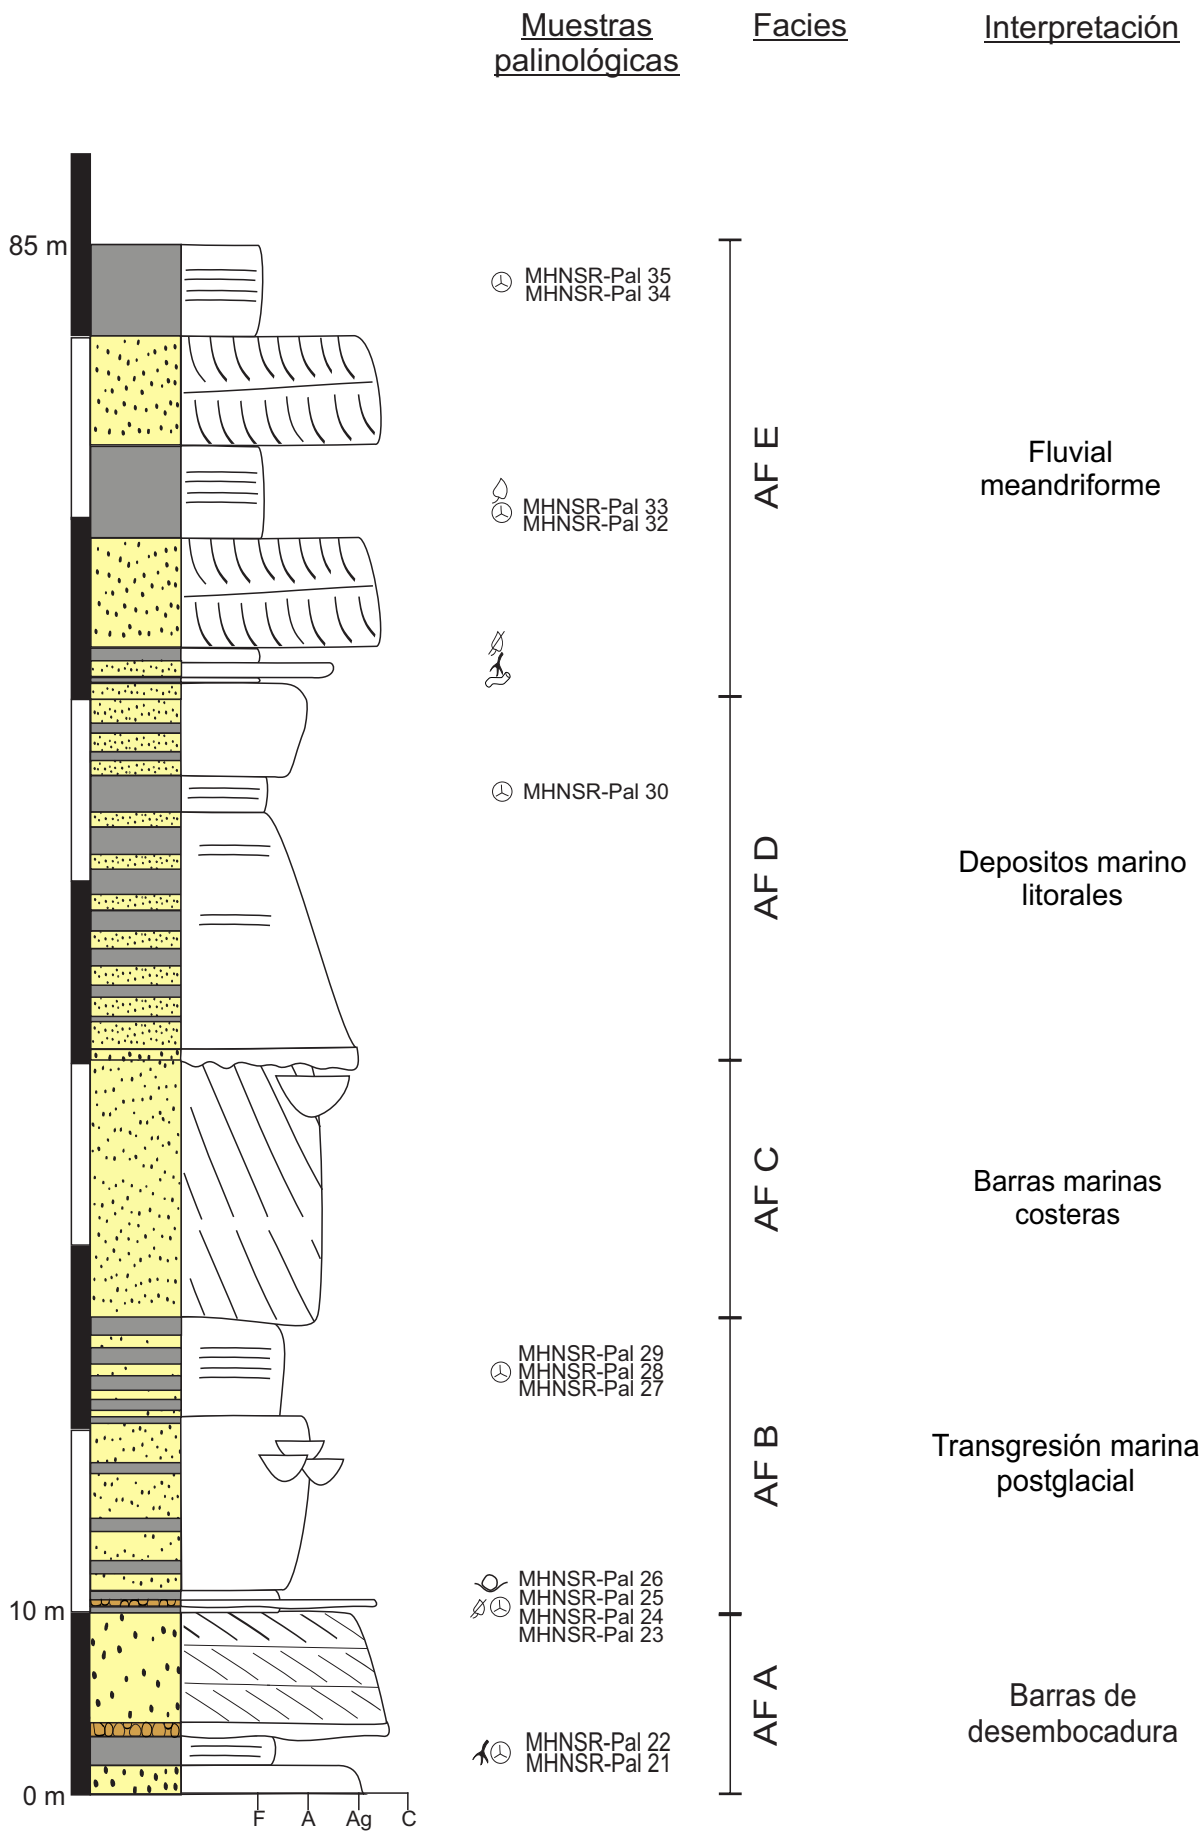 Muestras
palinológicas
Facies
Interpretación
85 m
MHNSR-Pal 35
MHNSR-Pal 34
AF E
Fluvial
meandriforme
MHNSR-Pal 33
MHNSR-Pal 32
MHNSR-Pal 30
AF D
Depositos marino
litorales
AF C
Barras marinas
costeras
MHNSR-Pal 29
MHNSR-Pal 28
MHNSR-Pal 27
AF B
Transgresión marina
postglacial
MHNSR-Pal 26
MHNSR-Pal 25
MHNSR-Pal 24
MHNSR-Pal 23
10 m
AF A
Barras de
desembocadura
MHNSR-Pal 22
MHNSR-Pal 21
0 m
F A Ag C